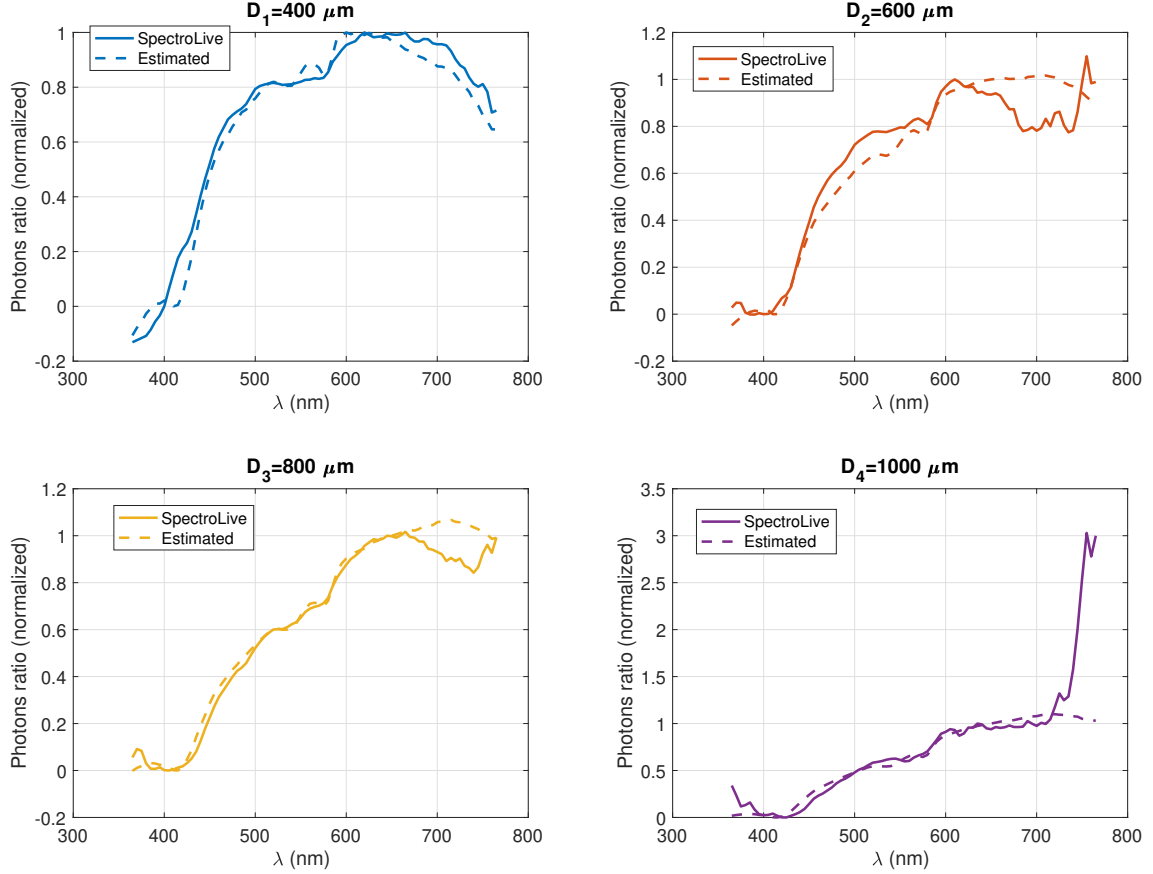 D1=400 μm
SpectroLive
Estimated
Photons ratio (normalized)
1
0.8
0.6
0.4
0.2
0
-0.2
300 400 500 600 700 800
λ (nm)
D2=600 μm
SpectroLive
Estimated
Photons ratio (normalized)
1.2
1
0.8
0.6
0.4
0.2
0
-0.2
300 400 500 600 700 800
λ (nm)
D3=800 μm
SpectroLive
Estimated
Photons ratio (normalized)
1.2
1
0.8
0.6
0.4
0.2
0
-0.2
300 400 500 600 700 800
λ (nm)
D4=1000 μm
SpectroLive
Estimated
Photons ratio (normalized)
3.5
3
2.5
2
1.5
1
0.5
0
300 400 500 600 700 800
λ (nm)